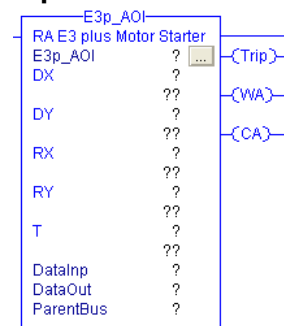 E3p_AOI
RA E3 plus Motor Starter
E3p_AOI ? ... (Trip)
DX ?
?? (WA)
DY ?
?? (CA)
RX ?
??
RY ?
??
T ?
??
DataInp ?
DataOut ?
ParentBus ?